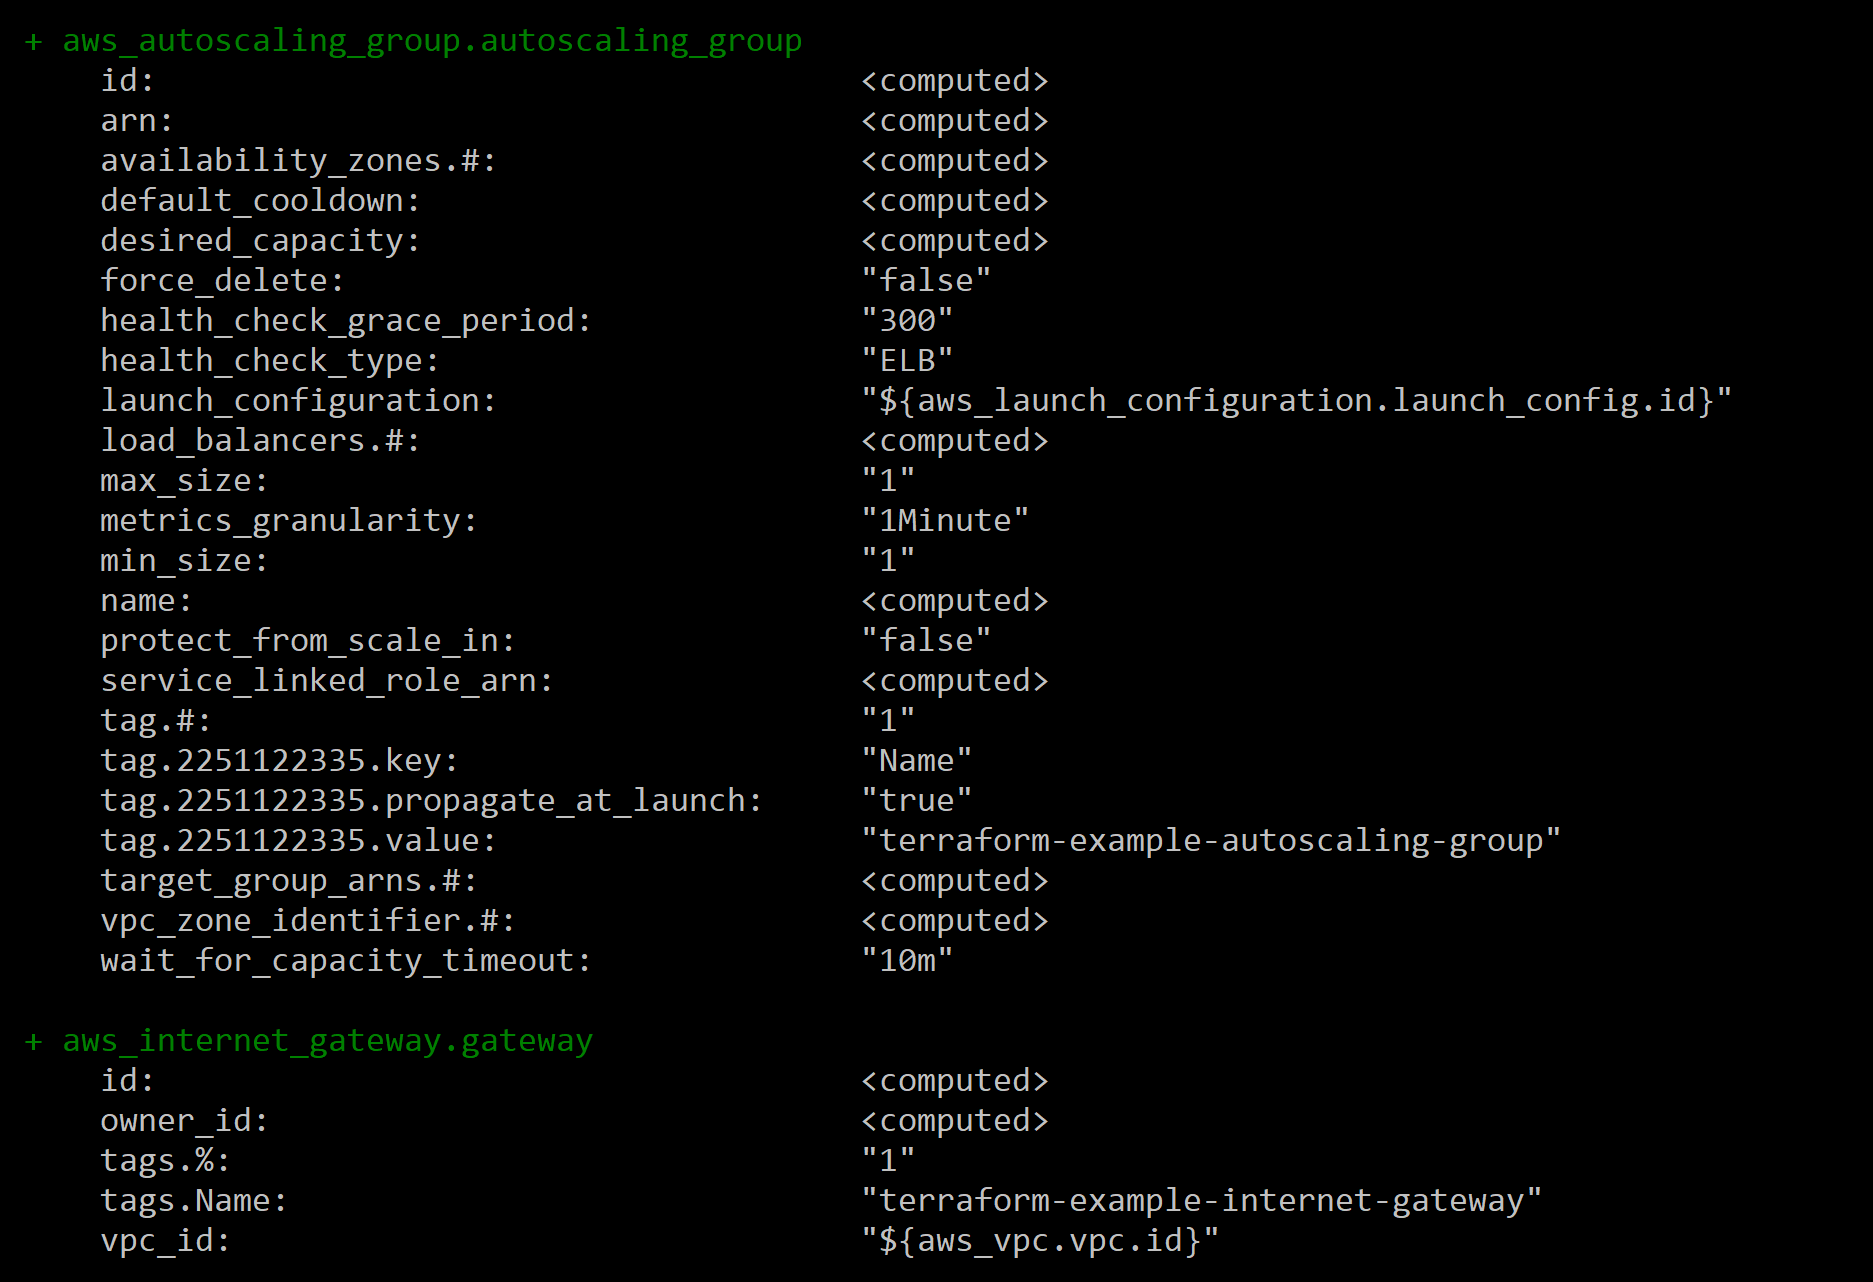 + aws_autoscaling_group.autoscaling_group
id: <computed>
arn: <computed>
availability_zones.#: <computed>
default_cooldown: <computed>
desired_capacity: <computed>
force_delete: "false"
health_check_grace_period: "300"
health_check_type: "ELB"
launch_configuration: "${aws_launch_configuration.launch_config.id}"
load_balancers.#: <computed>
max_size: "1"
metrics_granularity: "1Minute"
min_size: "1"
name: <computed>
protect_from_scale_in: "false"
service_linked_role_arn: <computed>
tag.#: "1"
tag.2251122335.key: "Name"
tag.2251122335.propagate_at_launch: "true"
tag.2251122335.value: "terraform-example-autoscaling-group"
target_group_arns.#: <computed>
vpc_zone_identifier.#: <computed>
wait_for_capacity_timeout: "10m"
+ aws_internet_gateway.gateway
id: <computed>
owner_id: <computed>
tags.%: "1"
tags.Name: "terraform-example-internet-gateway"
vpc_id: "${aws_vpc.vpc.id}"